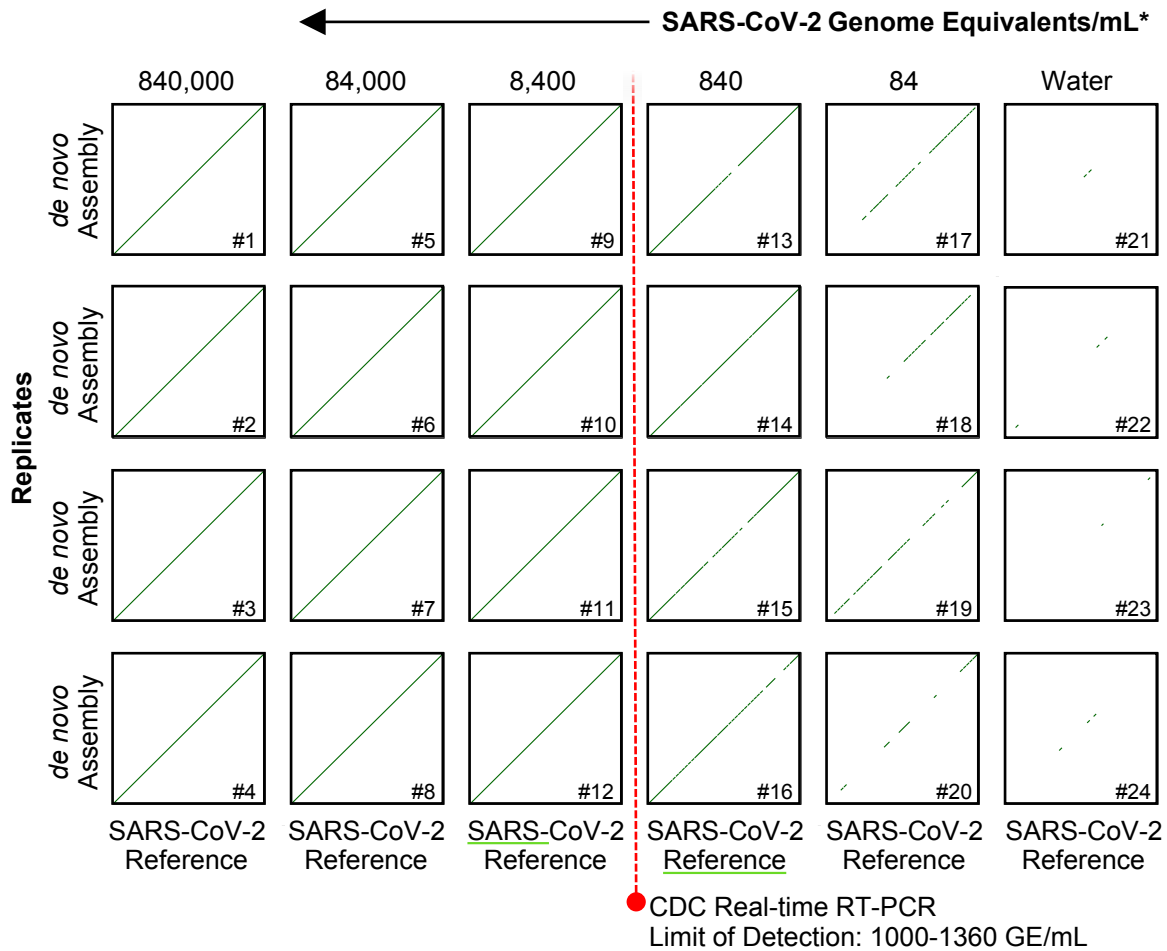 SARS-CoV-2 Genome Equivalents/mL*
840,000 84,000 8,400 840 84 Water
Replicates
de novo
Assembly
#1 #5 #9 #13 #17 #21
de novo
Assembly
#2 #6 #10 #14 #18 #22
de novo
Assembly
#3 #7 #11 #15 #19 #23
de novo
Assembly
#4 #8 #12 #16 #20 #24
SARS-CoV-2 SARS-CoV-2 SARS-CoV-2 SARS-CoV-2 SARS-CoV-2 SARS-CoV-2
Reference Reference Reference Reference Reference Reference
CDC Real-time RT-PCR
Limit of Detection: 1000-1360 GE/mL